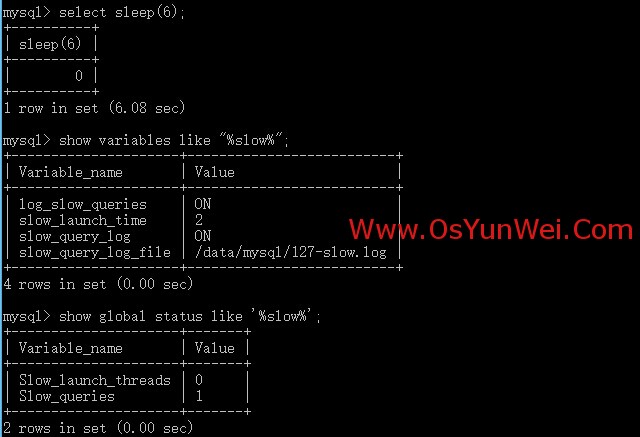 mysql> select sleep(6);
+----------+
| sleep(6) |
+----------+
|        0 |
+----------+
1 row in set (6.08 sec)
mysql> show variables like "%slow%";
+---------------------+-------------------------+
| Variable_name       | Value                   |
+---------------------+-------------------------+
| log_slow_queries    | ON                      |
| slow_launch_time    | 2                       |
| slow_query_log      | ON                      |
| slow_query_log_file | /data/mysql/127-slow.log |
+---------------------+-------------------------+
Www.OsYunWei.Com
4 rows in set (0.00 sec)
mysql> show global status like '%slow%';
+---------------------+-------+
| Variable_name       | Value |
+---------------------+-------+
| Slow_launch_threads | 0     |
| Slow_queries        | 1     |
+---------------------+-------+
2 rows in set (0.00 sec)